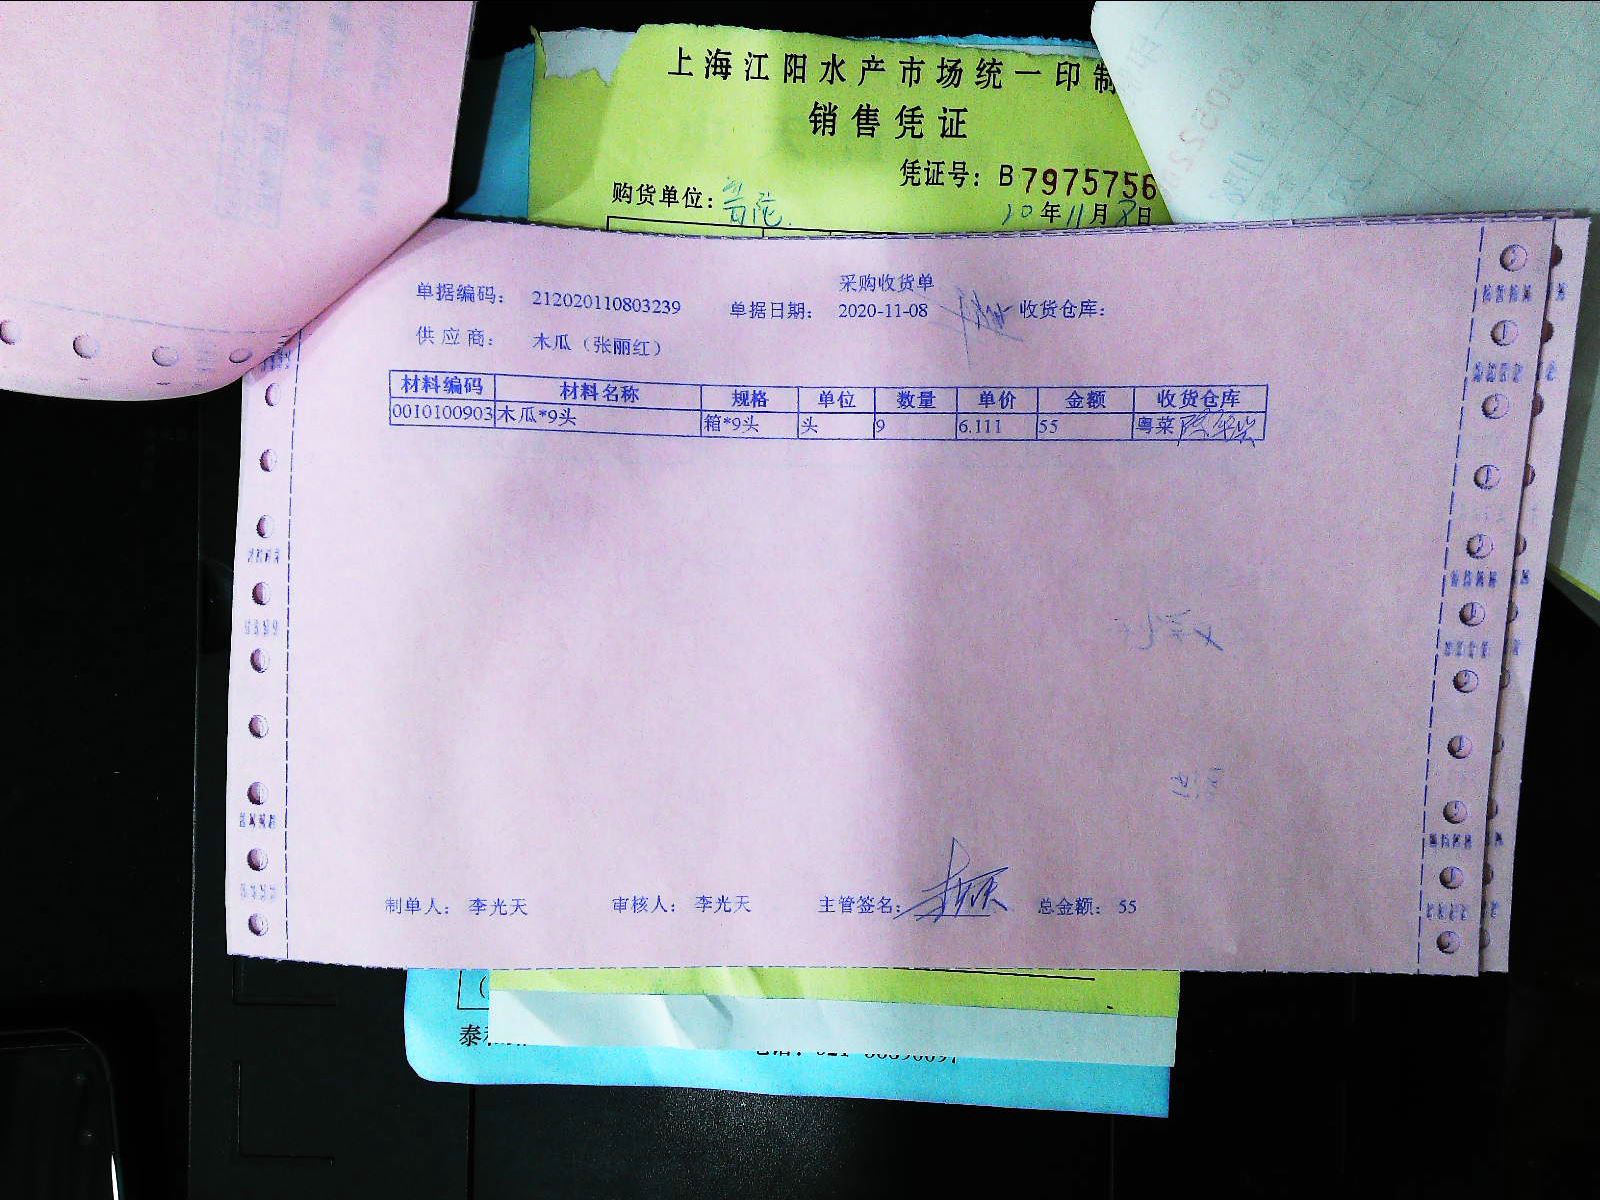 上海江阳水产市场统一印制
销售凭证
凭证号：B7975756
购货单位：普陀
20年11月8日
采购收货单
单据编码： 212020110803239 单据日期： 2020-11-08 收货仓库：
供应商： 木瓜（张丽红）
材料编码 材料名称 规格 单位 数量 单价 金额 收货仓库
0010100903 木瓜*9头 箱*9头 头 9 6.111 55 粤菜
制单人： 李光天 审核人： 李光天 主管签名： 总金额： 55